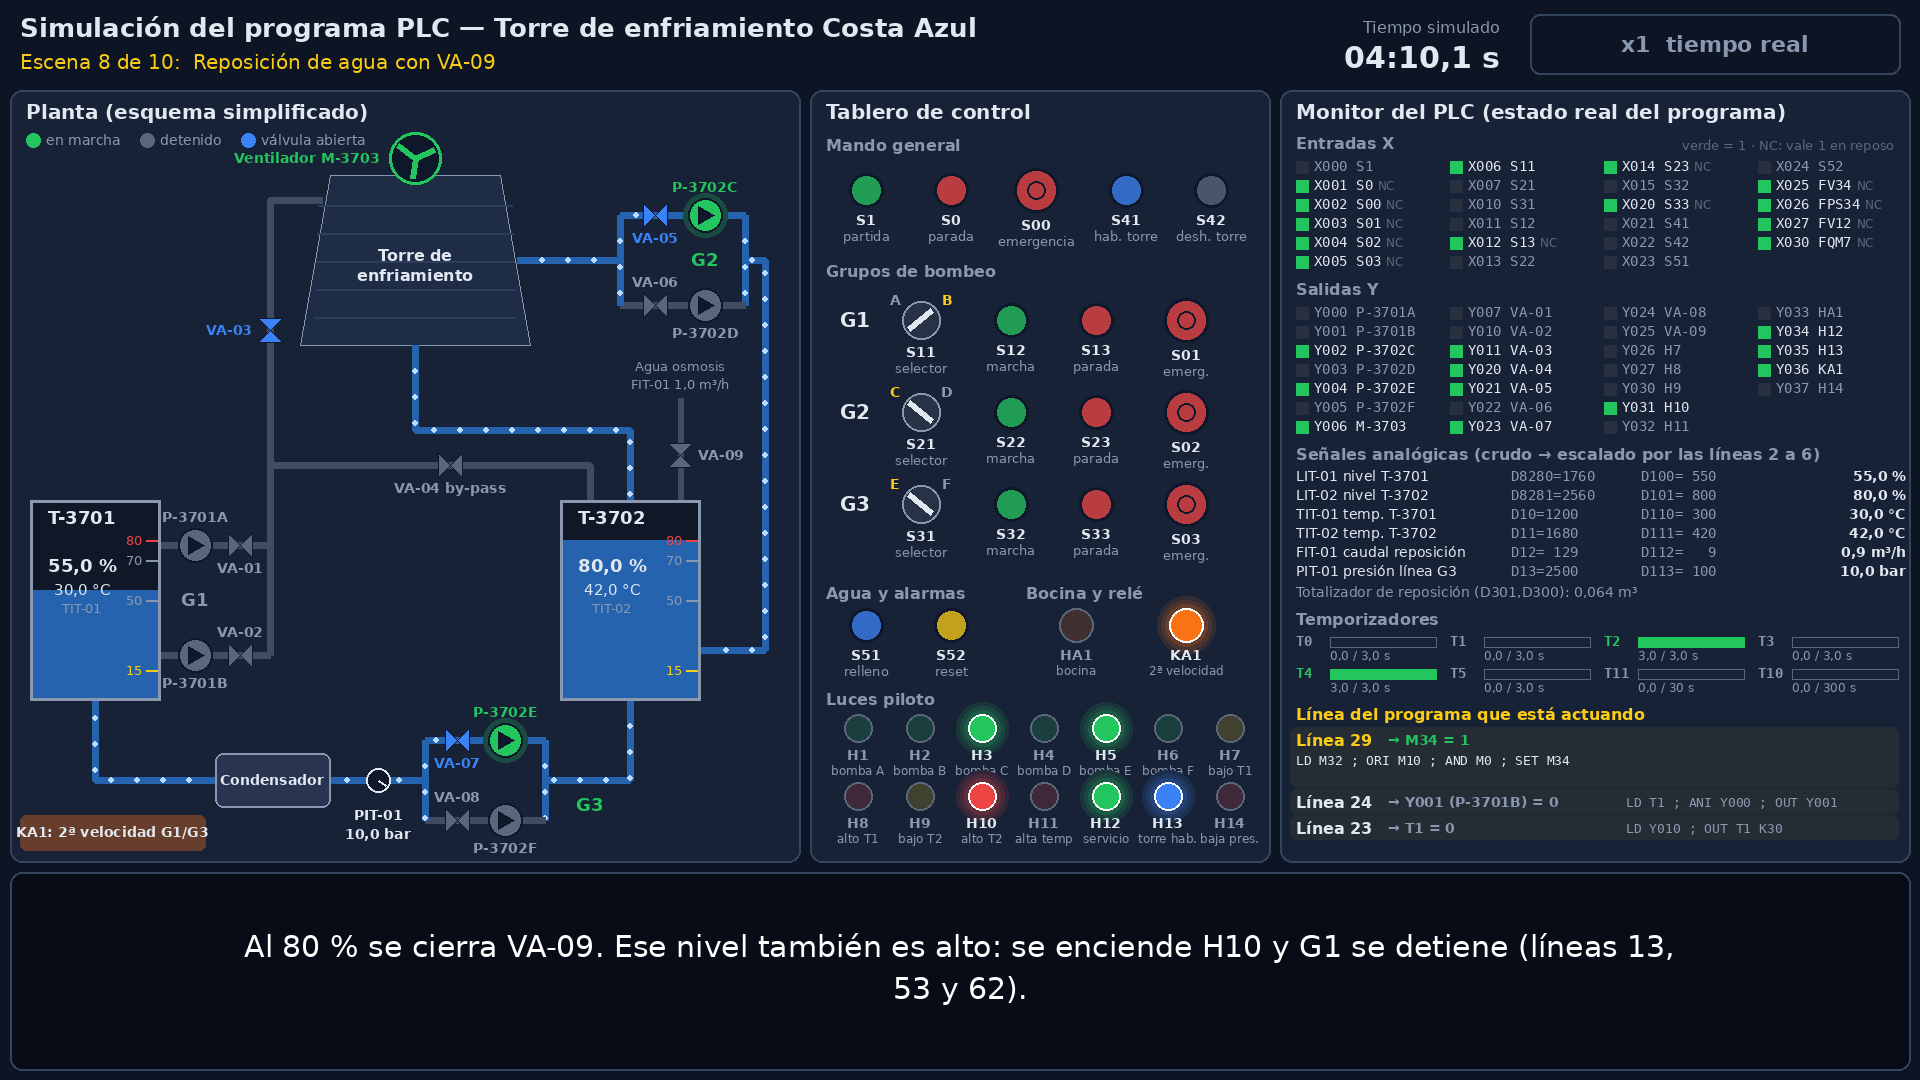 Simulación del programa PLC — Torre de enfriamiento Costa Azul
Escena 8 de 10:  Reposición de agua con VA-09
Tiempo simulado
04:10,1 s
x1  tiempo real
Planta (esquema simplificado)
en marcha
detenido
válvula abierta
Ventilador M-3703
P-3702C
VA-05
G2
VA-06
P-3702D
Torre de
enfriamiento
VA-03
Agua osmosis
FIT-01 1,0 m³/h
VA-09
VA-04 by-pass
T-3701
P-3701A
80
70
55,0 %
30,0 °C
TIT-01
50
15
VA-01
G1
VA-02
P-3701B
T-3702
80
70
80,0 %
42,0 °C
TIT-02
50
15
P-3702E
VA-07
VA-08
G3
P-3702F
Condensador
PIT-01
10,0 bar
KA1: 2ª velocidad G1/G3
Tablero de control
Mando general
S1
partida
S0
parada
S00
emergencia
S41
hab. torre
S42
desh. torre
Grupos de bombeo
G1
A
B
S11
selector
S12
marcha
S13
parada
S01
emerg.
G2
C
D
S21
selector
S22
marcha
S23
parada
S02
emerg.
G3
E
F
S31
selector
S32
marcha
S33
parada
S03
emerg.
Agua y alarmas
S51
relleno
S52
reset
Bocina y relé
HA1
bocina
KA1
2ª velocidad
Luces piloto
H1
bomba A
H2
bomba B
H3
bomba C
H4
bomba D
H5
bomba E
H6
bomba F
H7
bajo T1
H8
alto T1
H9
bajo T2
H10
alto T2
H11
alta temp
H12
servicio
H13
torre hab.
H14
baja pres.
Monitor del PLC (estado real del programa)
Entradas X
verde = 1 · NC: vale 1 en reposo
X000 S1
X006 S11
X014 S23 NC
X024 S52
X001 S0 NC
X007 S21
X015 S32
X025 FV34 NC
X002 S00 NC
X010 S31
X020 S33 NC
X026 FPS34 NC
X003 S01 NC
X011 S12
X021 S41
X027 FV12 NC
X004 S02 NC
X012 S13 NC
X022 S42
X030 FQM7 NC
X005 S03 NC
X013 S22
X023 S51
Salidas Y
Y000 P-3701A
Y007 VA-01
Y024 VA-08
Y033 HA1
Y001 P-3701B
Y010 VA-02
Y025 VA-09
Y034 H12
Y002 P-3702C
Y011 VA-03
Y026 H7
Y035 H13
Y003 P-3702D
Y020 VA-04
Y027 H8
Y036 KA1
Y004 P-3702E
Y021 VA-05
Y030 H9
Y037 H14
Y005 P-3702F
Y022 VA-06
Y031 H10
Y006 M-3703
Y023 VA-07
Y032 H11
Señales analógicas (crudo → escalado por las líneas 2 a 6)
LIT-01 nivel T-3701 D8280=1760 D100= 550 55,0 %
LIT-02 nivel T-3702 D8281=2560 D101= 800 80,0 %
TIT-01 temp. T-3701 D10=1200 D110= 300 30,0 °C
TIT-02 temp. T-3702 D11=1680 D111= 420 42,0 °C
FIT-01 caudal reposición D12= 129 D112=   9 0,9 m³/h
PIT-01 presión línea G3 D13=2500 D113= 100 10,0 bar
Totalizador de reposición (D301,D300): 0,064 m³
Temporizadores
T0
0,0 / 3,0 s
T1
0,0 / 3,0 s
T2
3,0 / 3,0 s
T3
0,0 / 3,0 s
T4
3,0 / 3,0 s
T5
0,0 / 3,0 s
T11
0,0 / 30 s
T10
0,0 / 300 s
Línea del programa que está actuando
Línea 29 → M34 = 1
LD M32 ; ORI M10 ; AND M0 ; SET M34
Línea 24 → Y001 (P-3701B) = 0 LD T1 ; ANI Y000 ; OUT Y001
Línea 23 → T1 = 0 LD Y010 ; OUT T1 K30
Al 80 % se cierra VA-09. Ese nivel también es alto: se enciende H10 y G1 se detiene (líneas 13,
53 y 62).